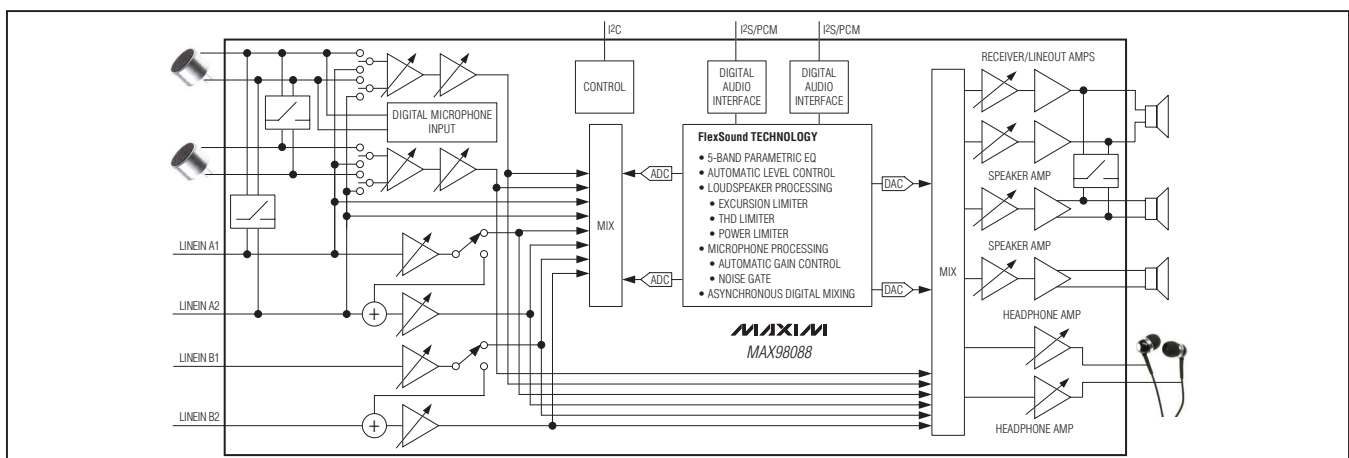 I²C
I²S/PCM
I²S/PCM
RECEIVER/LINEOUT AMPS
CONTROL
DIGITAL
AUDIO
INTERFACE
DIGITAL
AUDIO
INTERFACE
DIGITAL MICROPHONE
INPUT
FlexSound TECHNOLOGY
• 5-BAND PARAMETRIC EQ
• AUTOMATIC LEVEL CONTROL
• LOUDSPEAKER PROCESSING
• EXCURSION LIMITER
• THD LIMITER
• POWER LIMITER
• MICROPHONE PROCESSING
• AUTOMATIC GAIN CONTROL
• NOISE GATE
• ASYNCHRONOUS DIGITAL MIXING
ADC
ADC
DAC
DAC
MIX
MIX
SPEAKER AMP
SPEAKER AMP
HEADPHONE AMP
HEADPHONE AMP
LINEIN A1
LINEIN A2
LINEIN B1
LINEIN B2
+
+
MAXIM
MAX98088